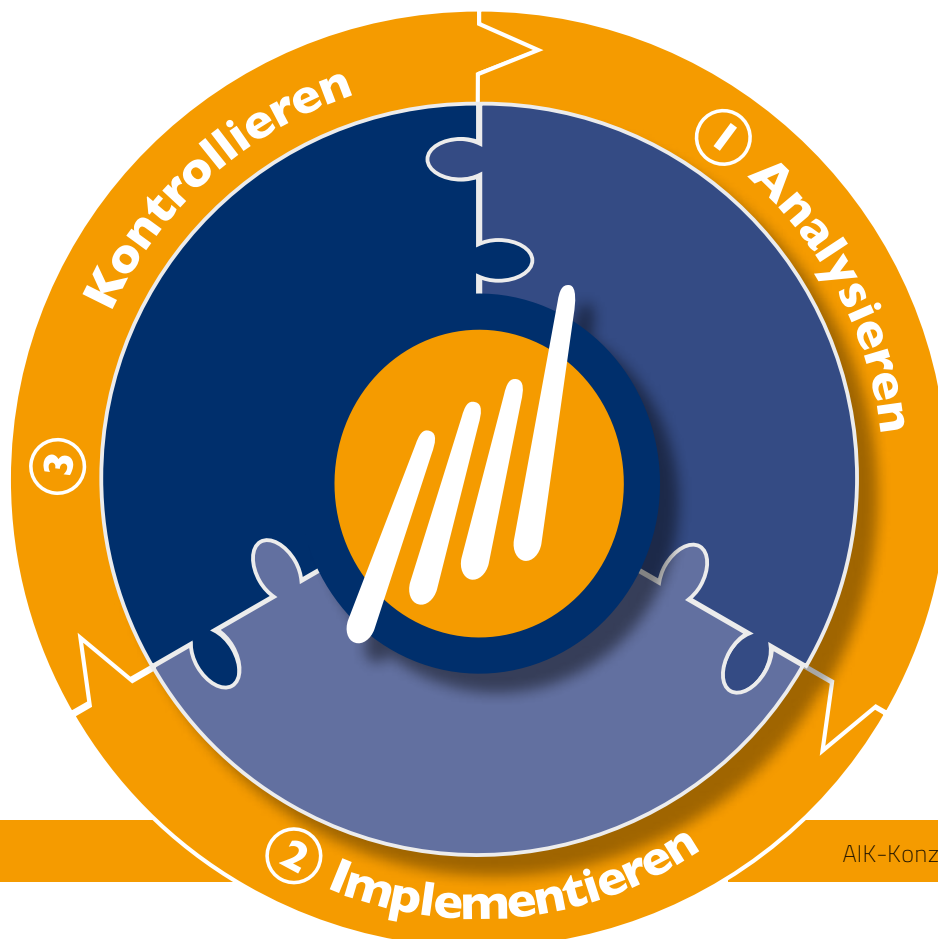 ① Analysieren
② Implementieren
③ Kontrollieren
AIK-Konz